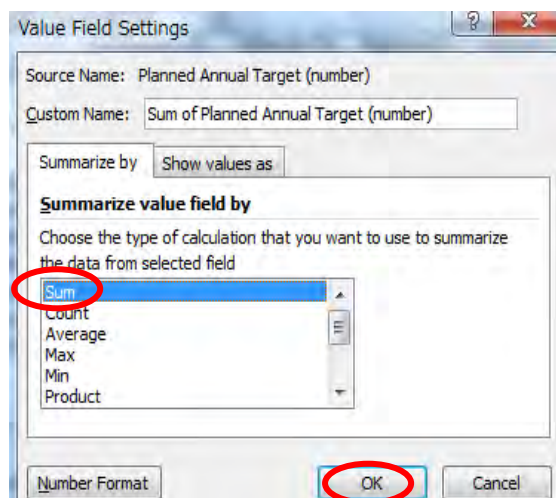 Value Field Settings
?
Source Name: Planned Annual Target (number)
Custom Name: Sum of Planned Annual Target (number)
Summarize by Show values as
Summarize value field by
Choose the type of calculation that you want to use to summarize
the data from selected field
Sum
Count
Average
Max
Min
Product
Number Format OK Cancel